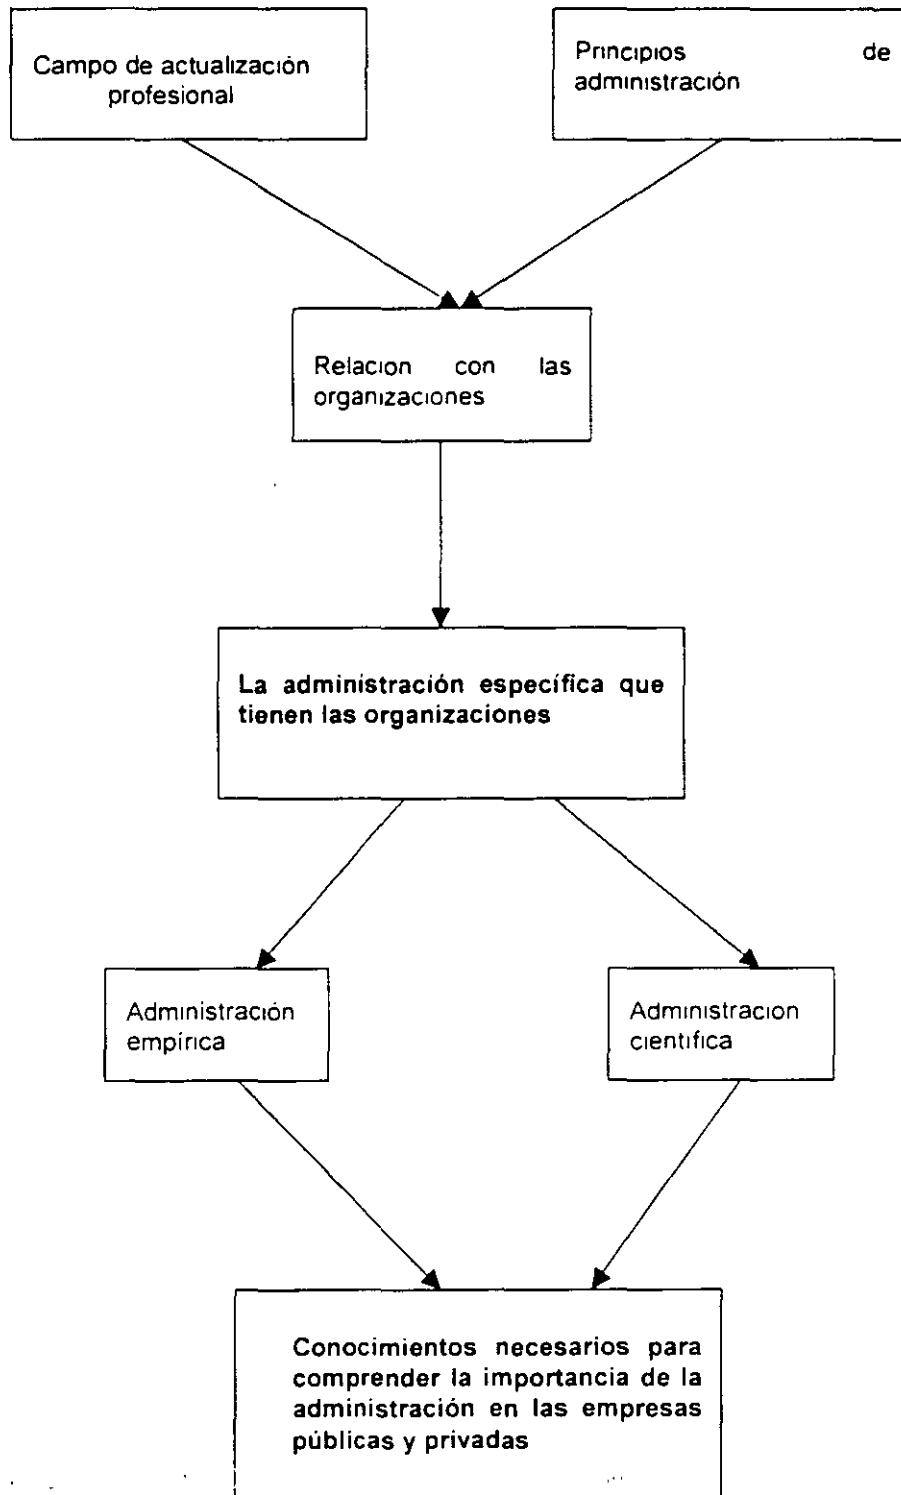 Campo de actualización
profesional
Principios de
administración
Relacion con las
organizaciones
La administración específica que
tienen las organizaciones
Administración
empírica
Administracion
cientifica
Conocimientos necesarios para
comprender la importancia de la
administración en las empresas
públicas y privadas